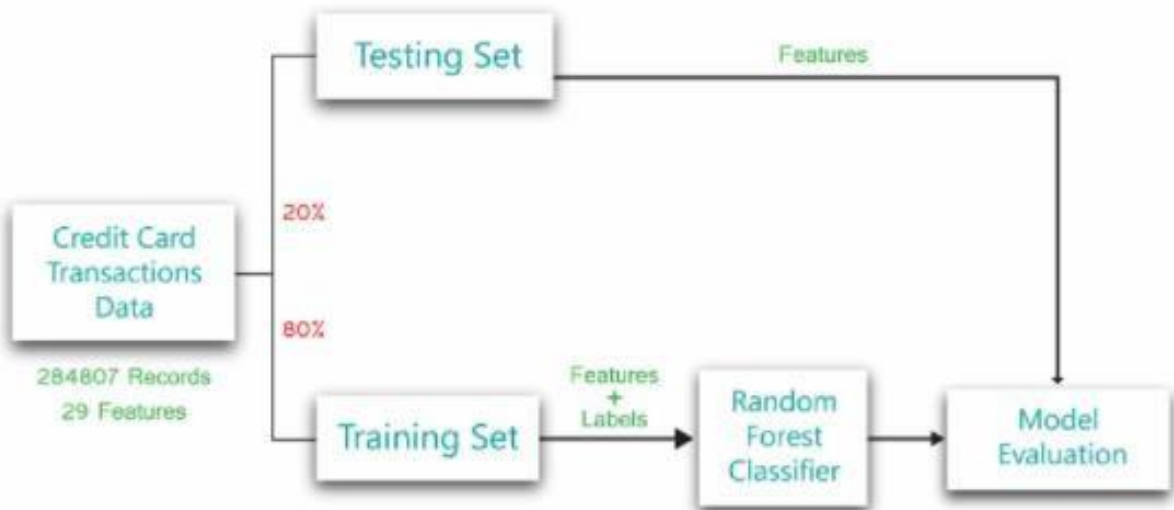 Testing Set
Features
20%
Credit Card
Transactions
Data
80%
284807 Records
29 Features
Features
+
Labels
Training Set
Random
Forest
Classifier
Model
Evaluation